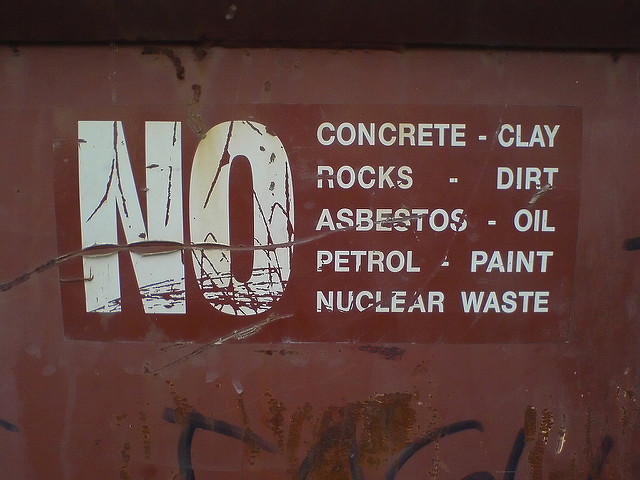 NO
CONCRETE - CLAY
ROCKS - DIRT
ASBESTOS - OIL
PETROL - PAINT
NUCLEAR WASTE